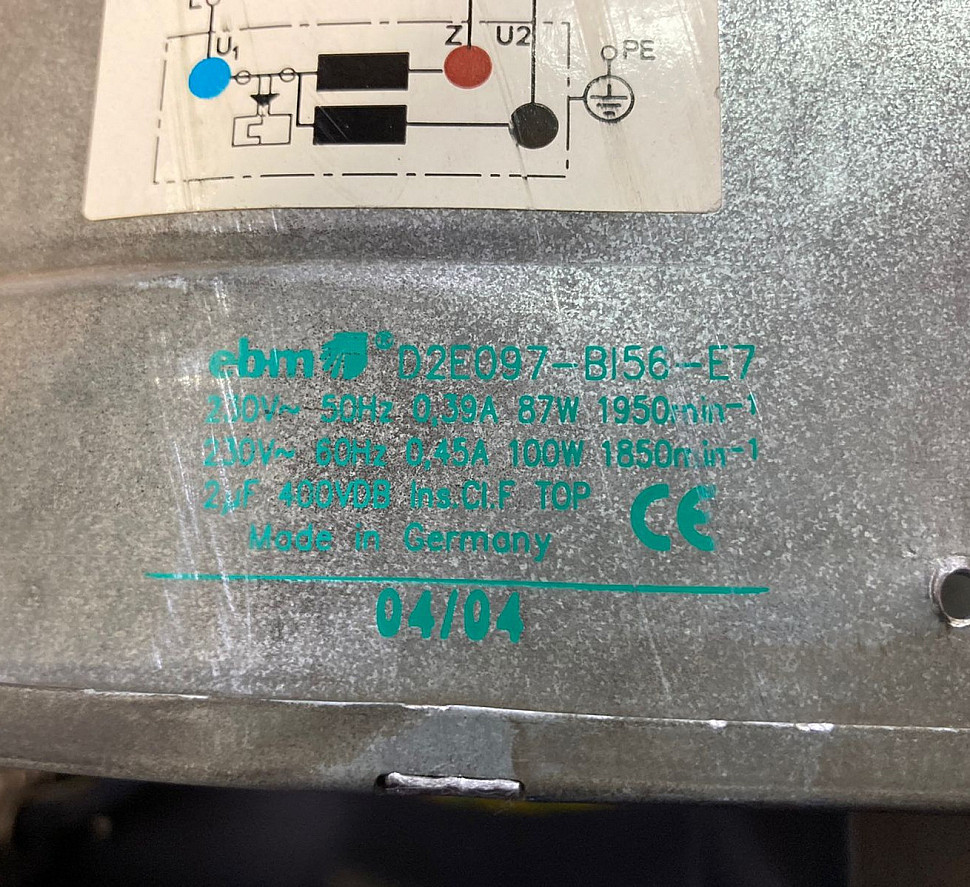 L
U1
Z
U2
PE
ebm® D2E097-BI56-E7
230V~ 50Hz 0,39A 87W 1950min-1
230V~ 60Hz 0,45A 100W 1850min-1
2µF 400VDB Ins.Cl.F TOP
CE
Made in Germany
04/04